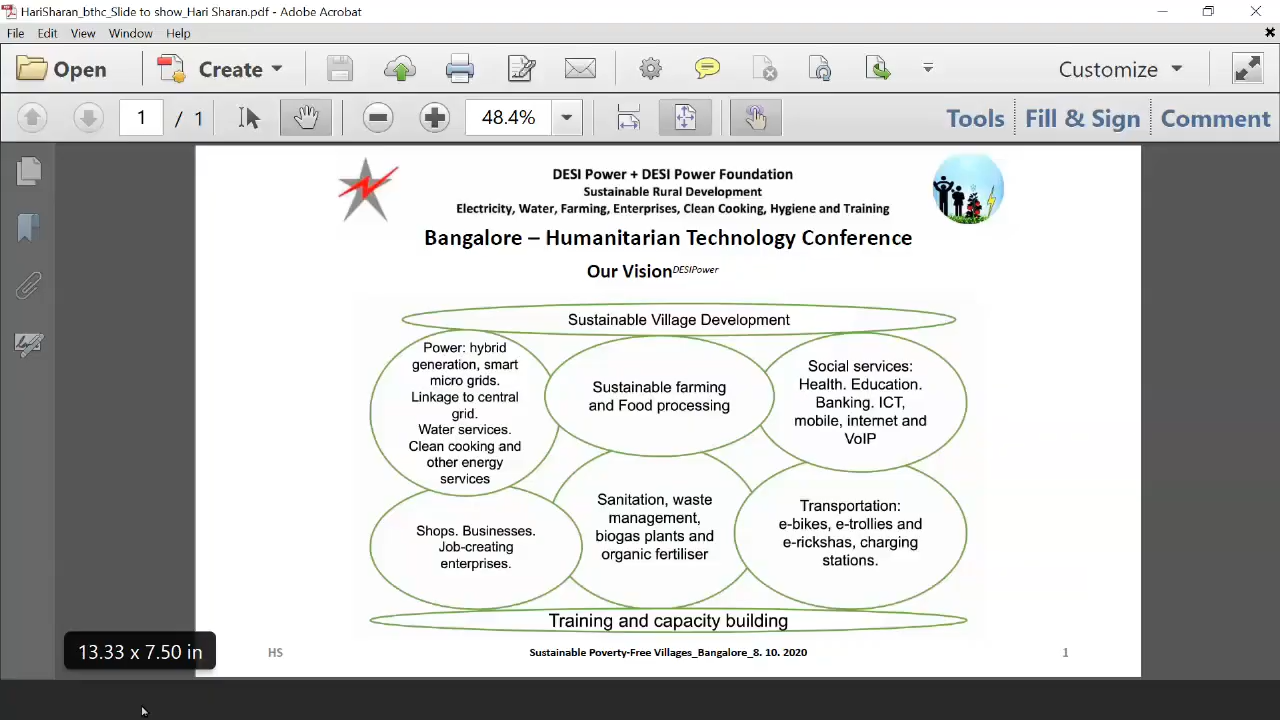 HariSharan_bthc_Slide to show_Hari Sharan.pdf - Adobe Acrobat
File Edit View Window Help
Open Create Customize
1 / 1 48.4% Tools Fill & Sign Comment
DESI Power + DESI Power Foundation
Sustainable Rural Development
Electricity, Water, Farming, Enterprises, Clean Cooking, Hygiene and Training
Bangalore – Humanitarian Technology Conference
Our Vision DESIPower
Sustainable Village Development
Power: hybrid
generation, smart
micro grids.
Linkage to central
grid.
Water services.
Clean cooking and
other energy
services
Sustainable farming
and Food processing
Social services:
Health. Education.
Banking. ICT,
mobile, internet and
VoIP
Shops. Businesses.
Job-creating
enterprises.
Sanitation, waste
management,
biogas plants and
organic fertiliser
Transportation:
e-bikes, e-trollies and
e-rickshas, charging
stations.
Training and capacity building
13.33 x 7.50 in
HS Sustainable Poverty-Free Villages_Bangalore_8. 10. 2020 1